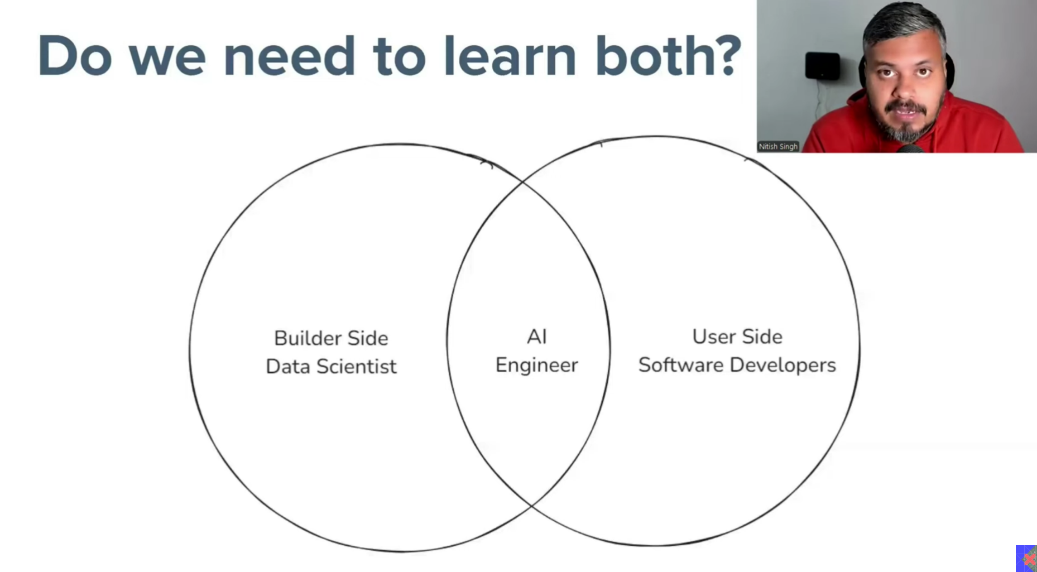 Do we need to learn both?
Nitish Singh
Builder Side
Data Scientist
AI
Engineer
User Side
Software Developers